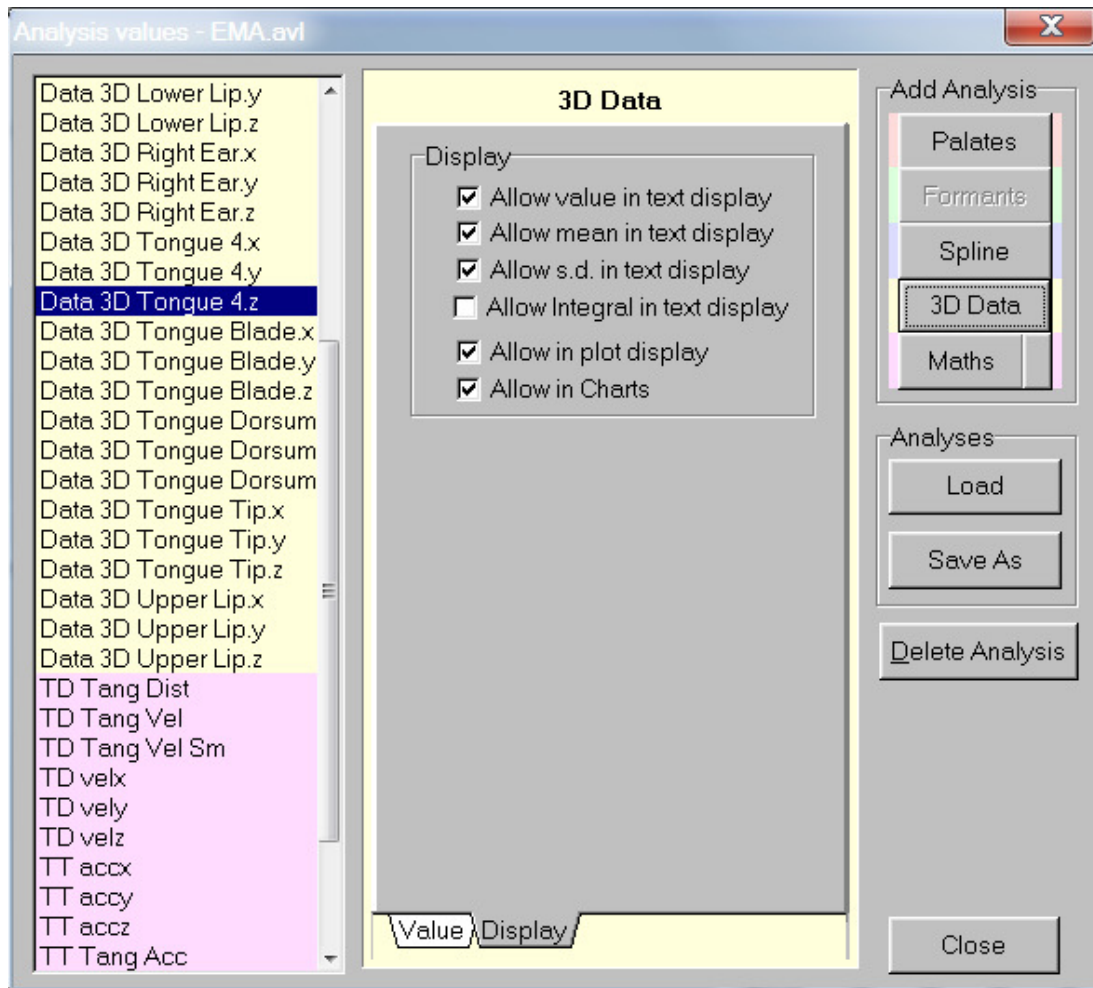 Analysis values - EMA.avl
Data 3D Lower Lip.y
Data 3D Lower Lip.z
Data 3D Right Ear.x
Data 3D Right Ear.y
Data 3D Right Ear.z
Data 3D Tongue 4.x
Data 3D Tongue 4.y
Data 3D Tongue 4.z
Data 3D Tongue Blade.x
Data 3D Tongue Blade.y
Data 3D Tongue Blade.z
Data 3D Tongue Dorsum
Data 3D Tongue Dorsum
Data 3D Tongue Dorsum
Data 3D Tongue Tip.x
Data 3D Tongue Tip.y
Data 3D Tongue Tip.z
Data 3D Upper Lip.x
Data 3D Upper Lip.y
Data 3D Upper Lip.z
TD Tang Dist
TD Tang Vel
TD Tang Vel Sm
TD velx
TD vely
TD velz
TT accx
TT accy
TT accz
TT Tang Acc
3D Data
Display
Allow value in text display
Allow mean in text display
Allow s.d. in text display
Allow Integral in text display
Allow in plot display
Allow in Charts
Value
Display
Add Analysis
Palates
Formants
Spline
3D Data
Maths
Analyses
Load
Save As
Delete Analysis
Close